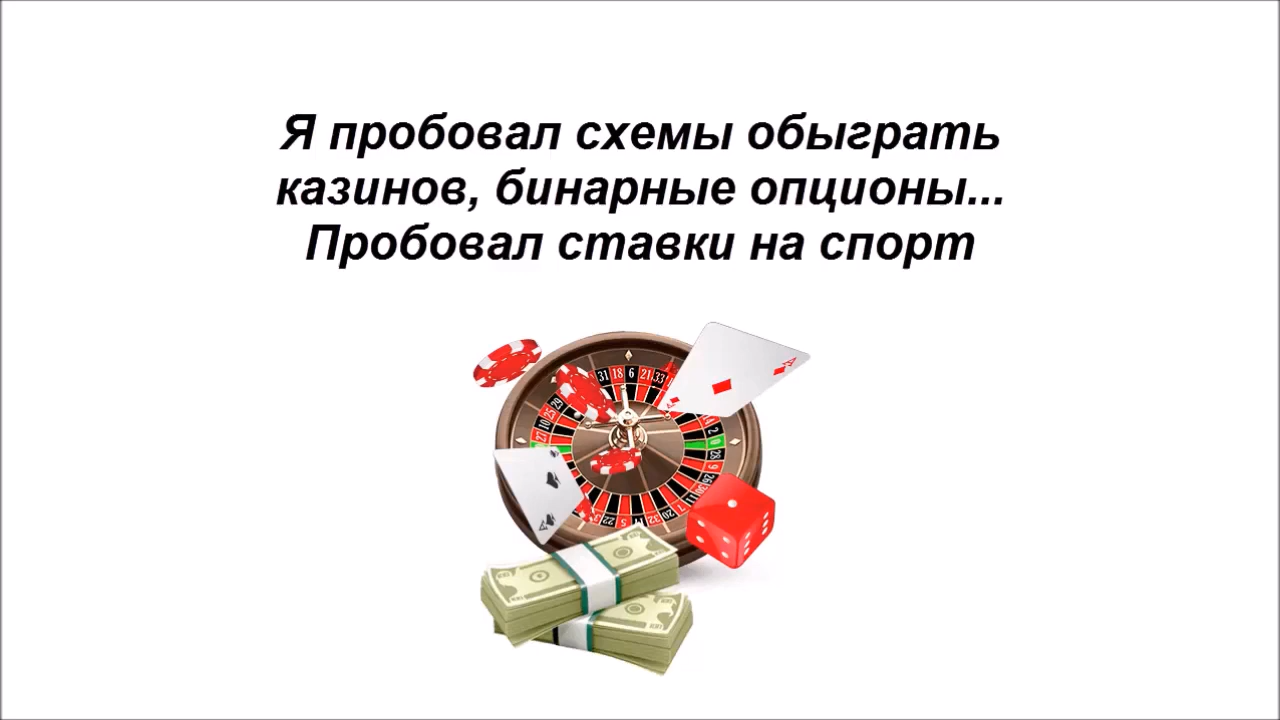 Я пробовал схемы обыграть
казинов, бинарные опционы...
Пробовал ставки на спорт